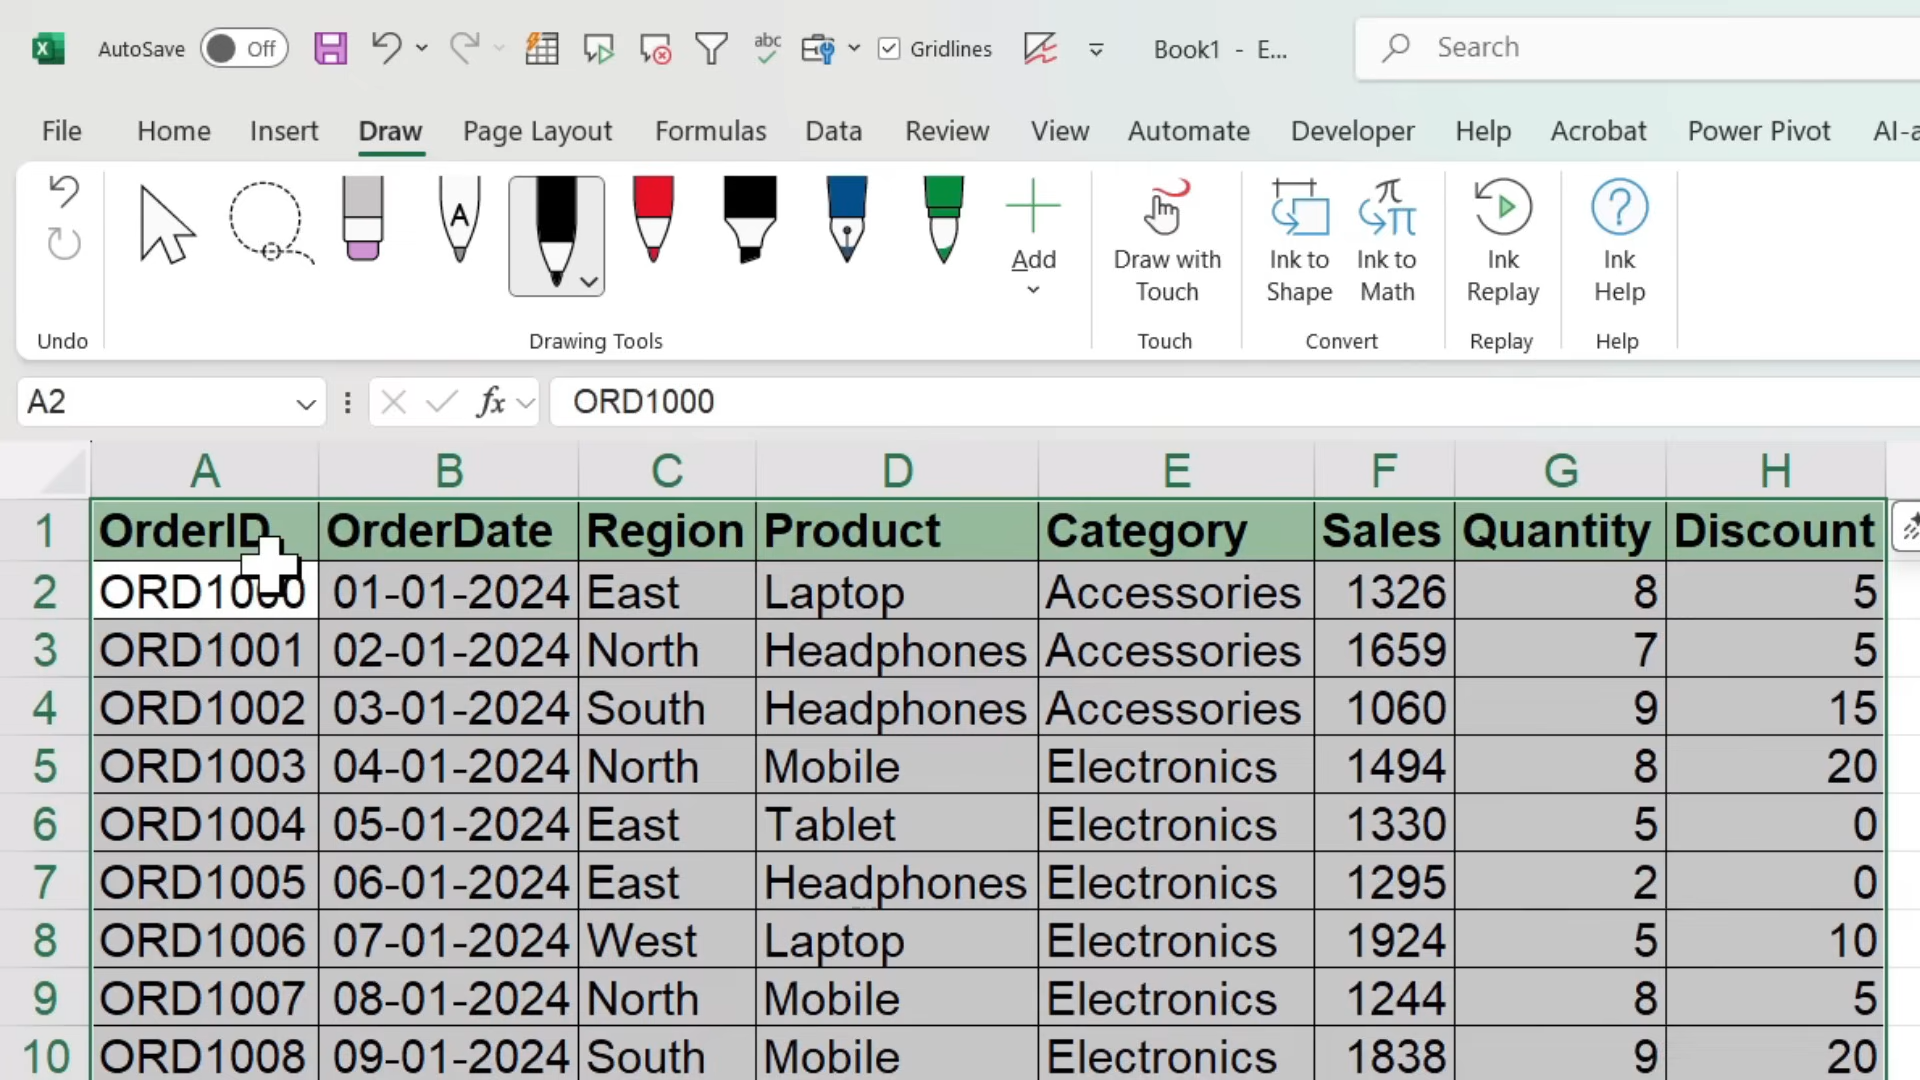 AutoSave Off abc Gridlines Book1 - E... Search
File Home Insert Draw Page Layout Formulas Data Review View Automate Developer Help Acrobat Power Pivot AI-a
A
Add
Draw with
Touch
Ink to
Shape
Ink to
Math
Ink
Replay
Ink
Help
Undo Drawing Tools Touch Convert Replay Help
A2 fx ORD1000
A B C D E F G H
1 OrderID OrderDate Region Product Category Sales Quantity Discount
2 ORD1000 01-01-2024 East Laptop Accessories 1326 8 5
3 ORD1001 02-01-2024 North Headphones Accessories 1659 7 5
4 ORD1002 03-01-2024 South Headphones Accessories 1060 9 15
5 ORD1003 04-01-2024 North Mobile Electronics 1494 8 20
6 ORD1004 05-01-2024 East Tablet Electronics 1330 5 0
7 ORD1005 06-01-2024 East Headphones Electronics 1295 2 0
8 ORD1006 07-01-2024 West Laptop Electronics 1924 5 10
9 ORD1007 08-01-2024 North Mobile Electronics 1244 8 5
10 ORD1008 09-01-2024 South Mobile Electronics 1838 9 20